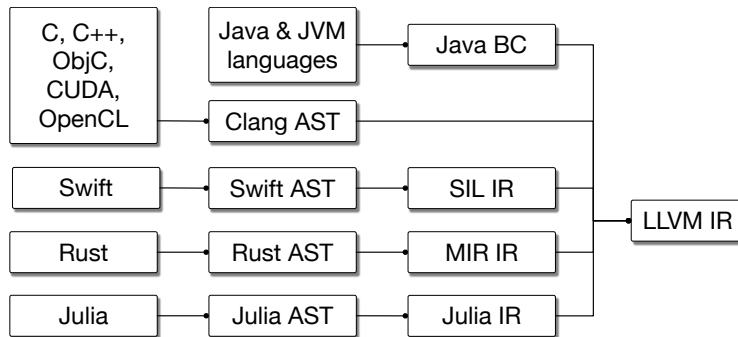 C, C++,
ObjC,
CUDA,
OpenCL
Java & JVM
languages
Java BC
Clang AST
Swift
Swift AST
SIL IR
LLVM IR
Rust
Rust AST
MIR IR
Julia
Julia AST
Julia IR